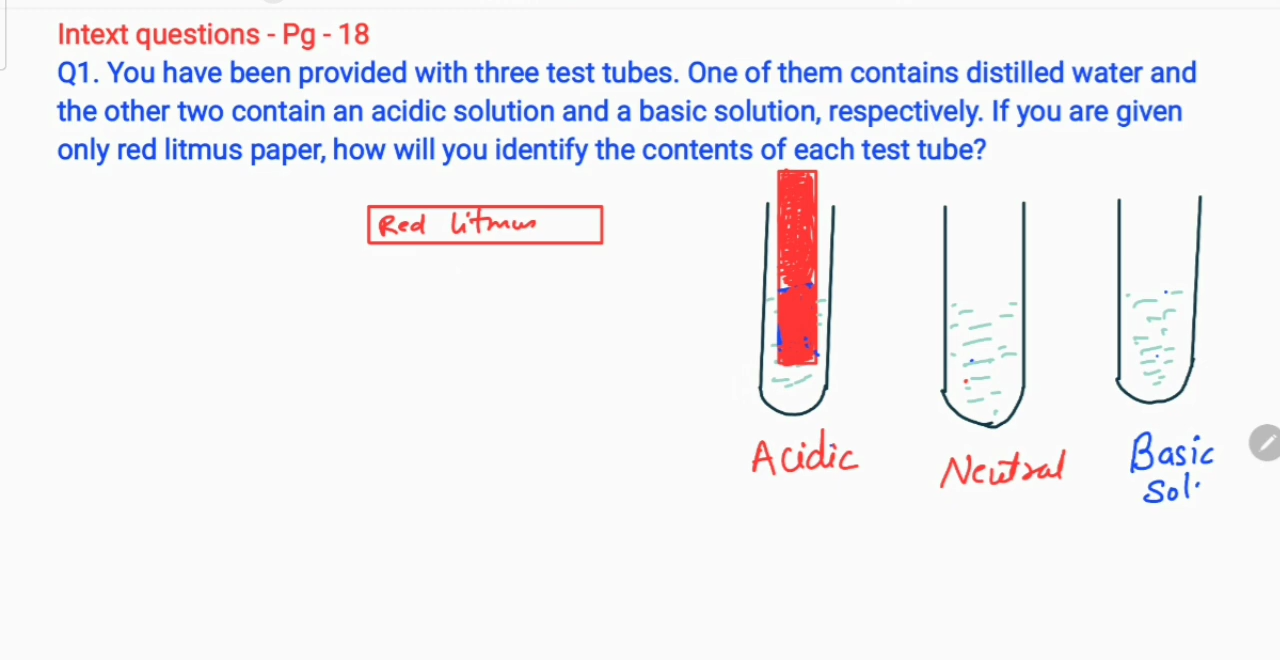 Intext questions - Pg - 18
Q1. You have been provided with three test tubes. One of them contains distilled water and
the other two contain an acidic solution and a basic solution, respectively. If you are given
only red litmus paper, how will you identify the contents of each test tube?
Red litmus
Acidic
Neutral
Basic
Sol.